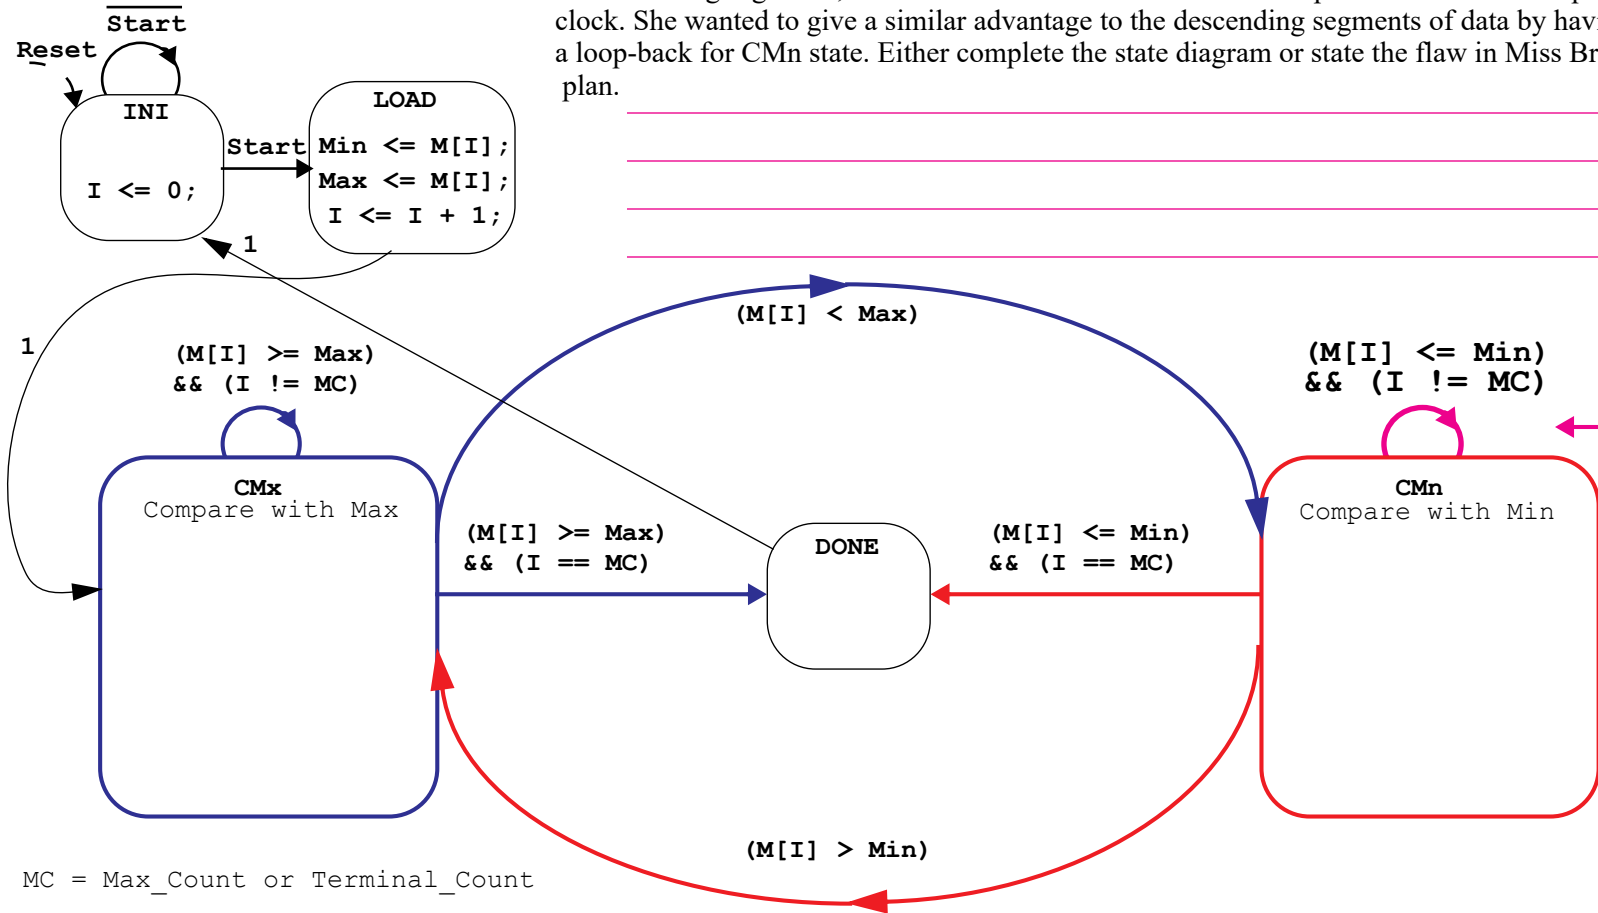 clock. She wanted to give a similar advantage to the descending segments of data by
a loop-back for CMn state. Either complete the state diagram or state the flaw in Miss
plan.
Start
Reset
INI
I <= 0;
Start
LOAD
Min <= M[I];
Max <= M[I];
I <= I + 1;
1
1
(M[I] < Max)
(M[I] >= Max)
&& (I != MC)
(M[I] <= Min)
&& (I != MC)
CMx
Compare with Max
CMn
Compare with Min
(M[I] >= Max)
&& (I == MC)
DONE
(M[I] <= Min)
&& (I == MC)
(M[I] > Min)
MC = Max_Count or Terminal_Count